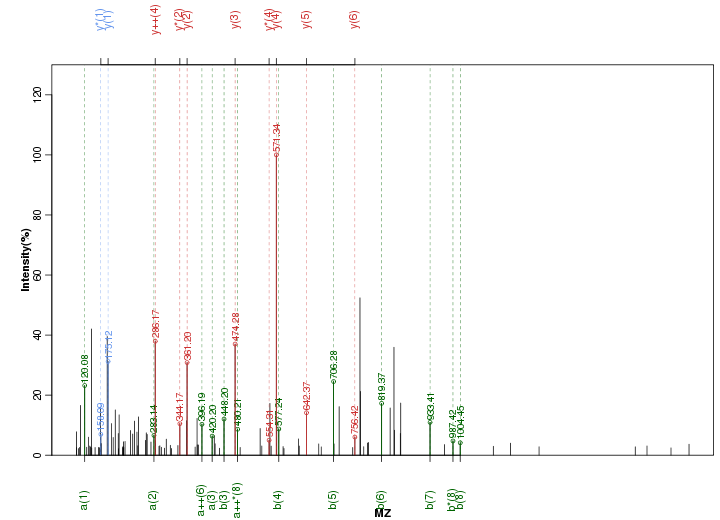 y*(1)
y(1)
y++(4)
y*(2)
y(2)
y(3)
y*(4)
y(4)
y(5)
y(6)
Intensity(%)
0
20
40
60
80
100
120
120.08
158.09
175.12
283.14
286.17
344.17
361.20
396.19
420.20
448.20
474.28
480.21
554.31
571.34
577.24
642.37
706.28
756.42
819.37
933.41
987.42
1004.45
a(1)
a(2)
a++(6)
a(3)
b(3)
a++*(8)
b(4)
b(5)
b(6)
b(7)
b*(8)
b(8)
MZ